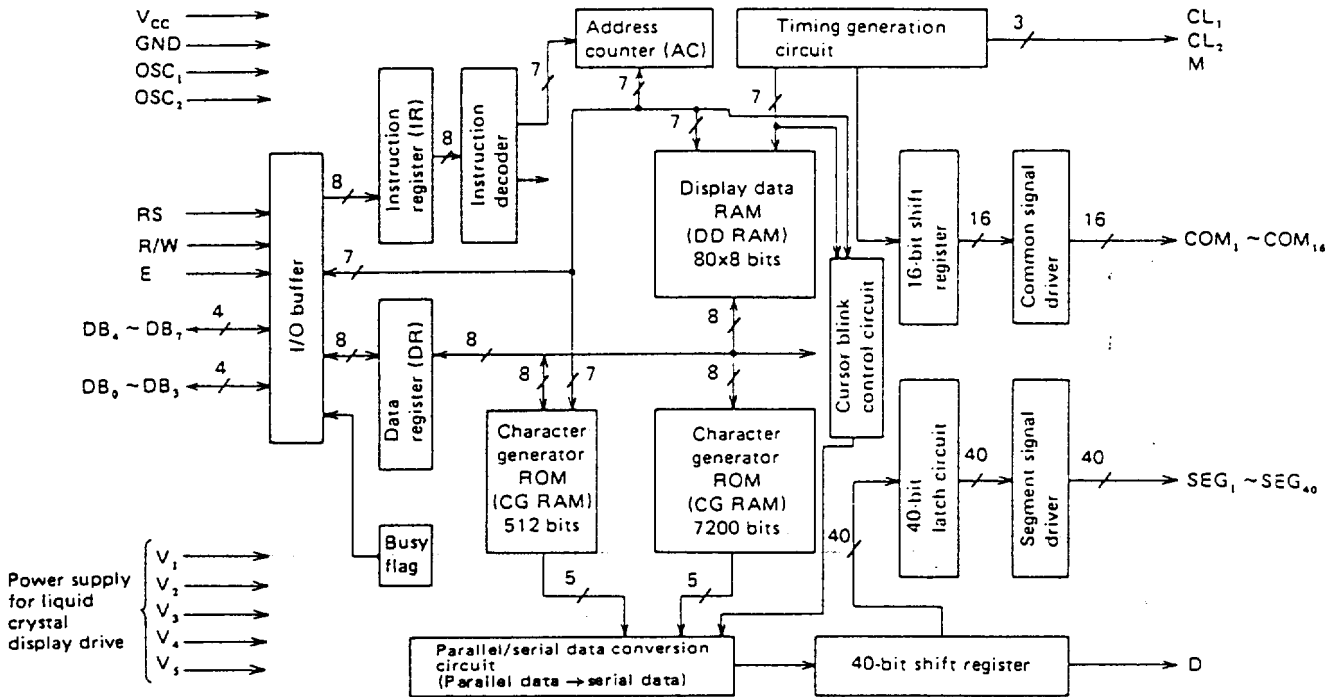 V_CC
GND
OSC₁
OSC₂
Address
counter (AC)
Timing generation
circuit
3
CL₁
CL₂
M
7
7
7
7
Instruction
register (IR)
8
Instruction
decoder
8
I/O buffer
RS
R/W
E
7
DB₄ ~ DB₇
4
DB₀ ~ DB₃
4
8
Data
register (DR)
8
Display data
RAM
(DD RAM)
80x8 bits
8
8
7
8
Cursor blink
control circuit
16-bit shift
register
16
Common signal
driver
16
COM₁ ~ COM₁₆
Character
generator
ROM
(CG RAM)
512 bits
Character
generator
ROM
(CG RAM)
7200 bits
40-bit
latch circuit
40
Segment signal
driver
40
SEG₁ ~ SEG₄₀
40
Busy
flag
5
5
Power supply
for liquid
crystal
display drive
V₁
V₂
V₃
V₄
V₅
Parallel/serial data conversion
circuit
(Parallel data → serial data)
40-bit shift register
D